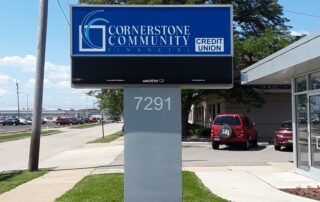 CORNERSTONE
COMMUNITY CREDIT
FINANCIAL UNION
7291